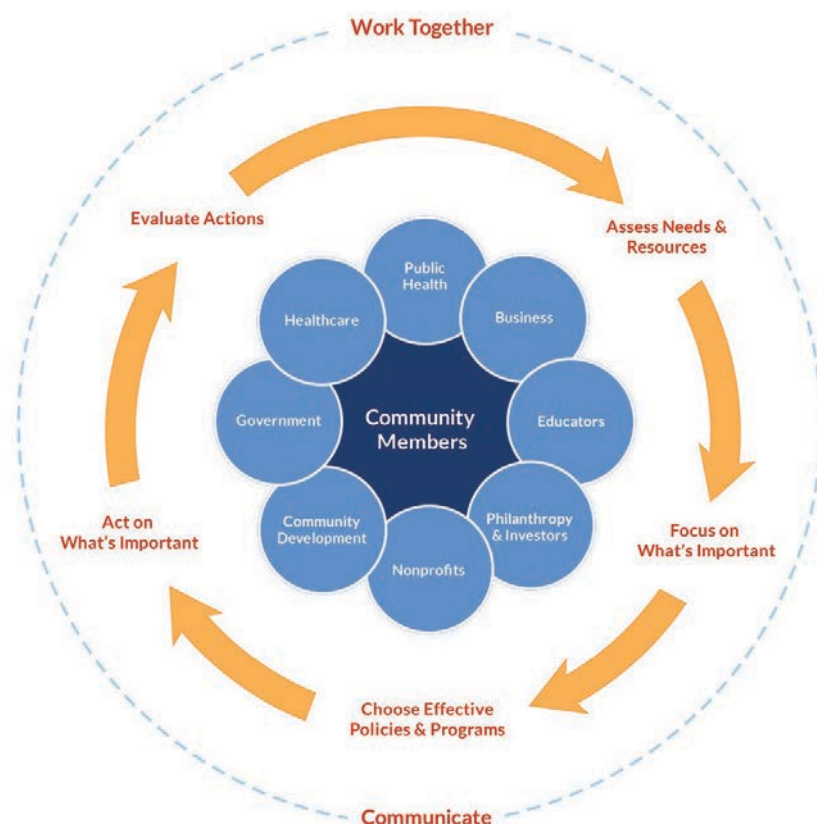 Work Together
Evaluate Actions
Assess Needs &
Resources
Public
Health
Healthcare
Business
Government
Community
Members
Educators
Community
Development
Philanthropy
& Investors
Nonprofits
Act on
What's Important
Focus on
What's Important
Choose Effective
Policies & Programs
Communicate